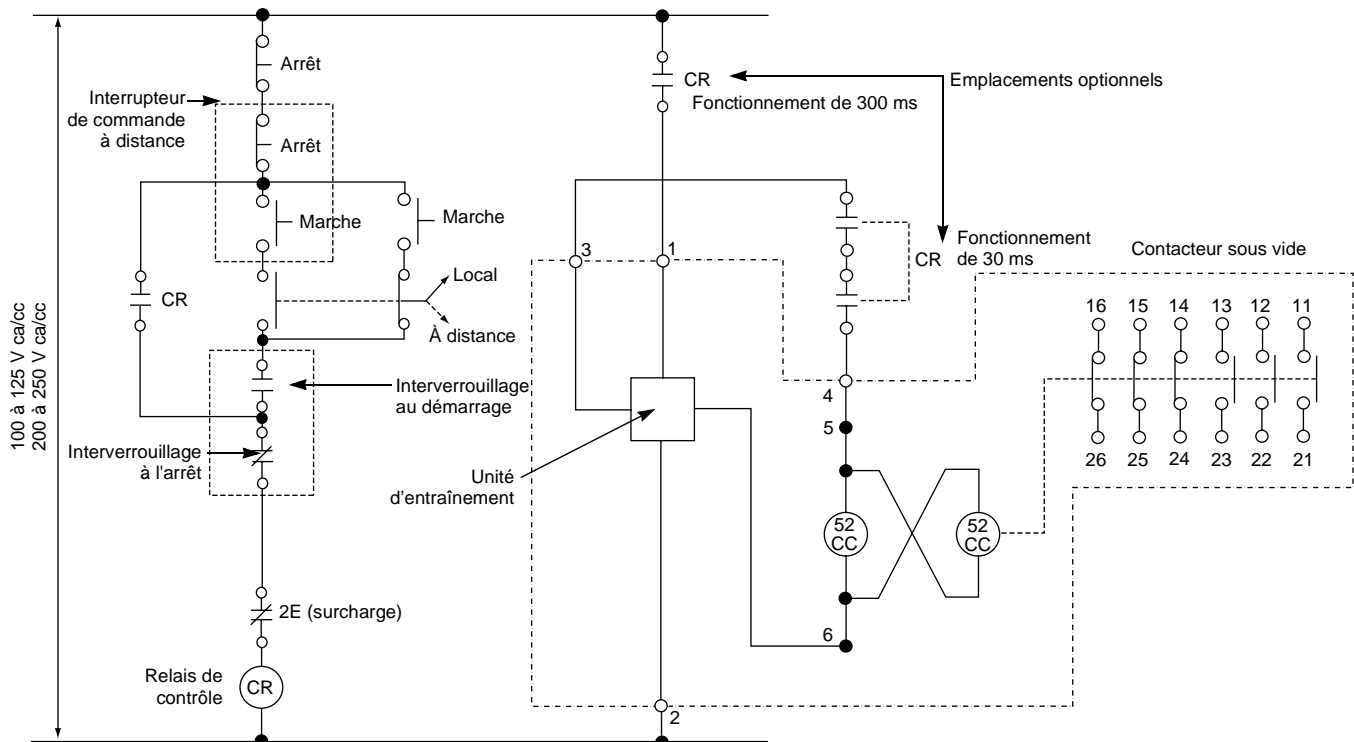 Arrêt
Interrupteur
de commande
à distance
Arrêt
Marche
Marche
CR
Local
À distance
Interverrouillage
au démarrage
Interverrouillage
à l'arrêt
2E (surcharge)
Relais de
contrôle
CR
100 à 125 V ca/cc
200 à 250 V ca/cc
CR
Fonctionnement de 300 ms
Emplacements optionnels
3
1
CR
Fonctionnement
de 30 ms
4
5
Unité
d'entraînement
52
CC
52
CC
6
2
Contacteur sous vide
16 15 14 13 12 11
26 25 24 23 22 21